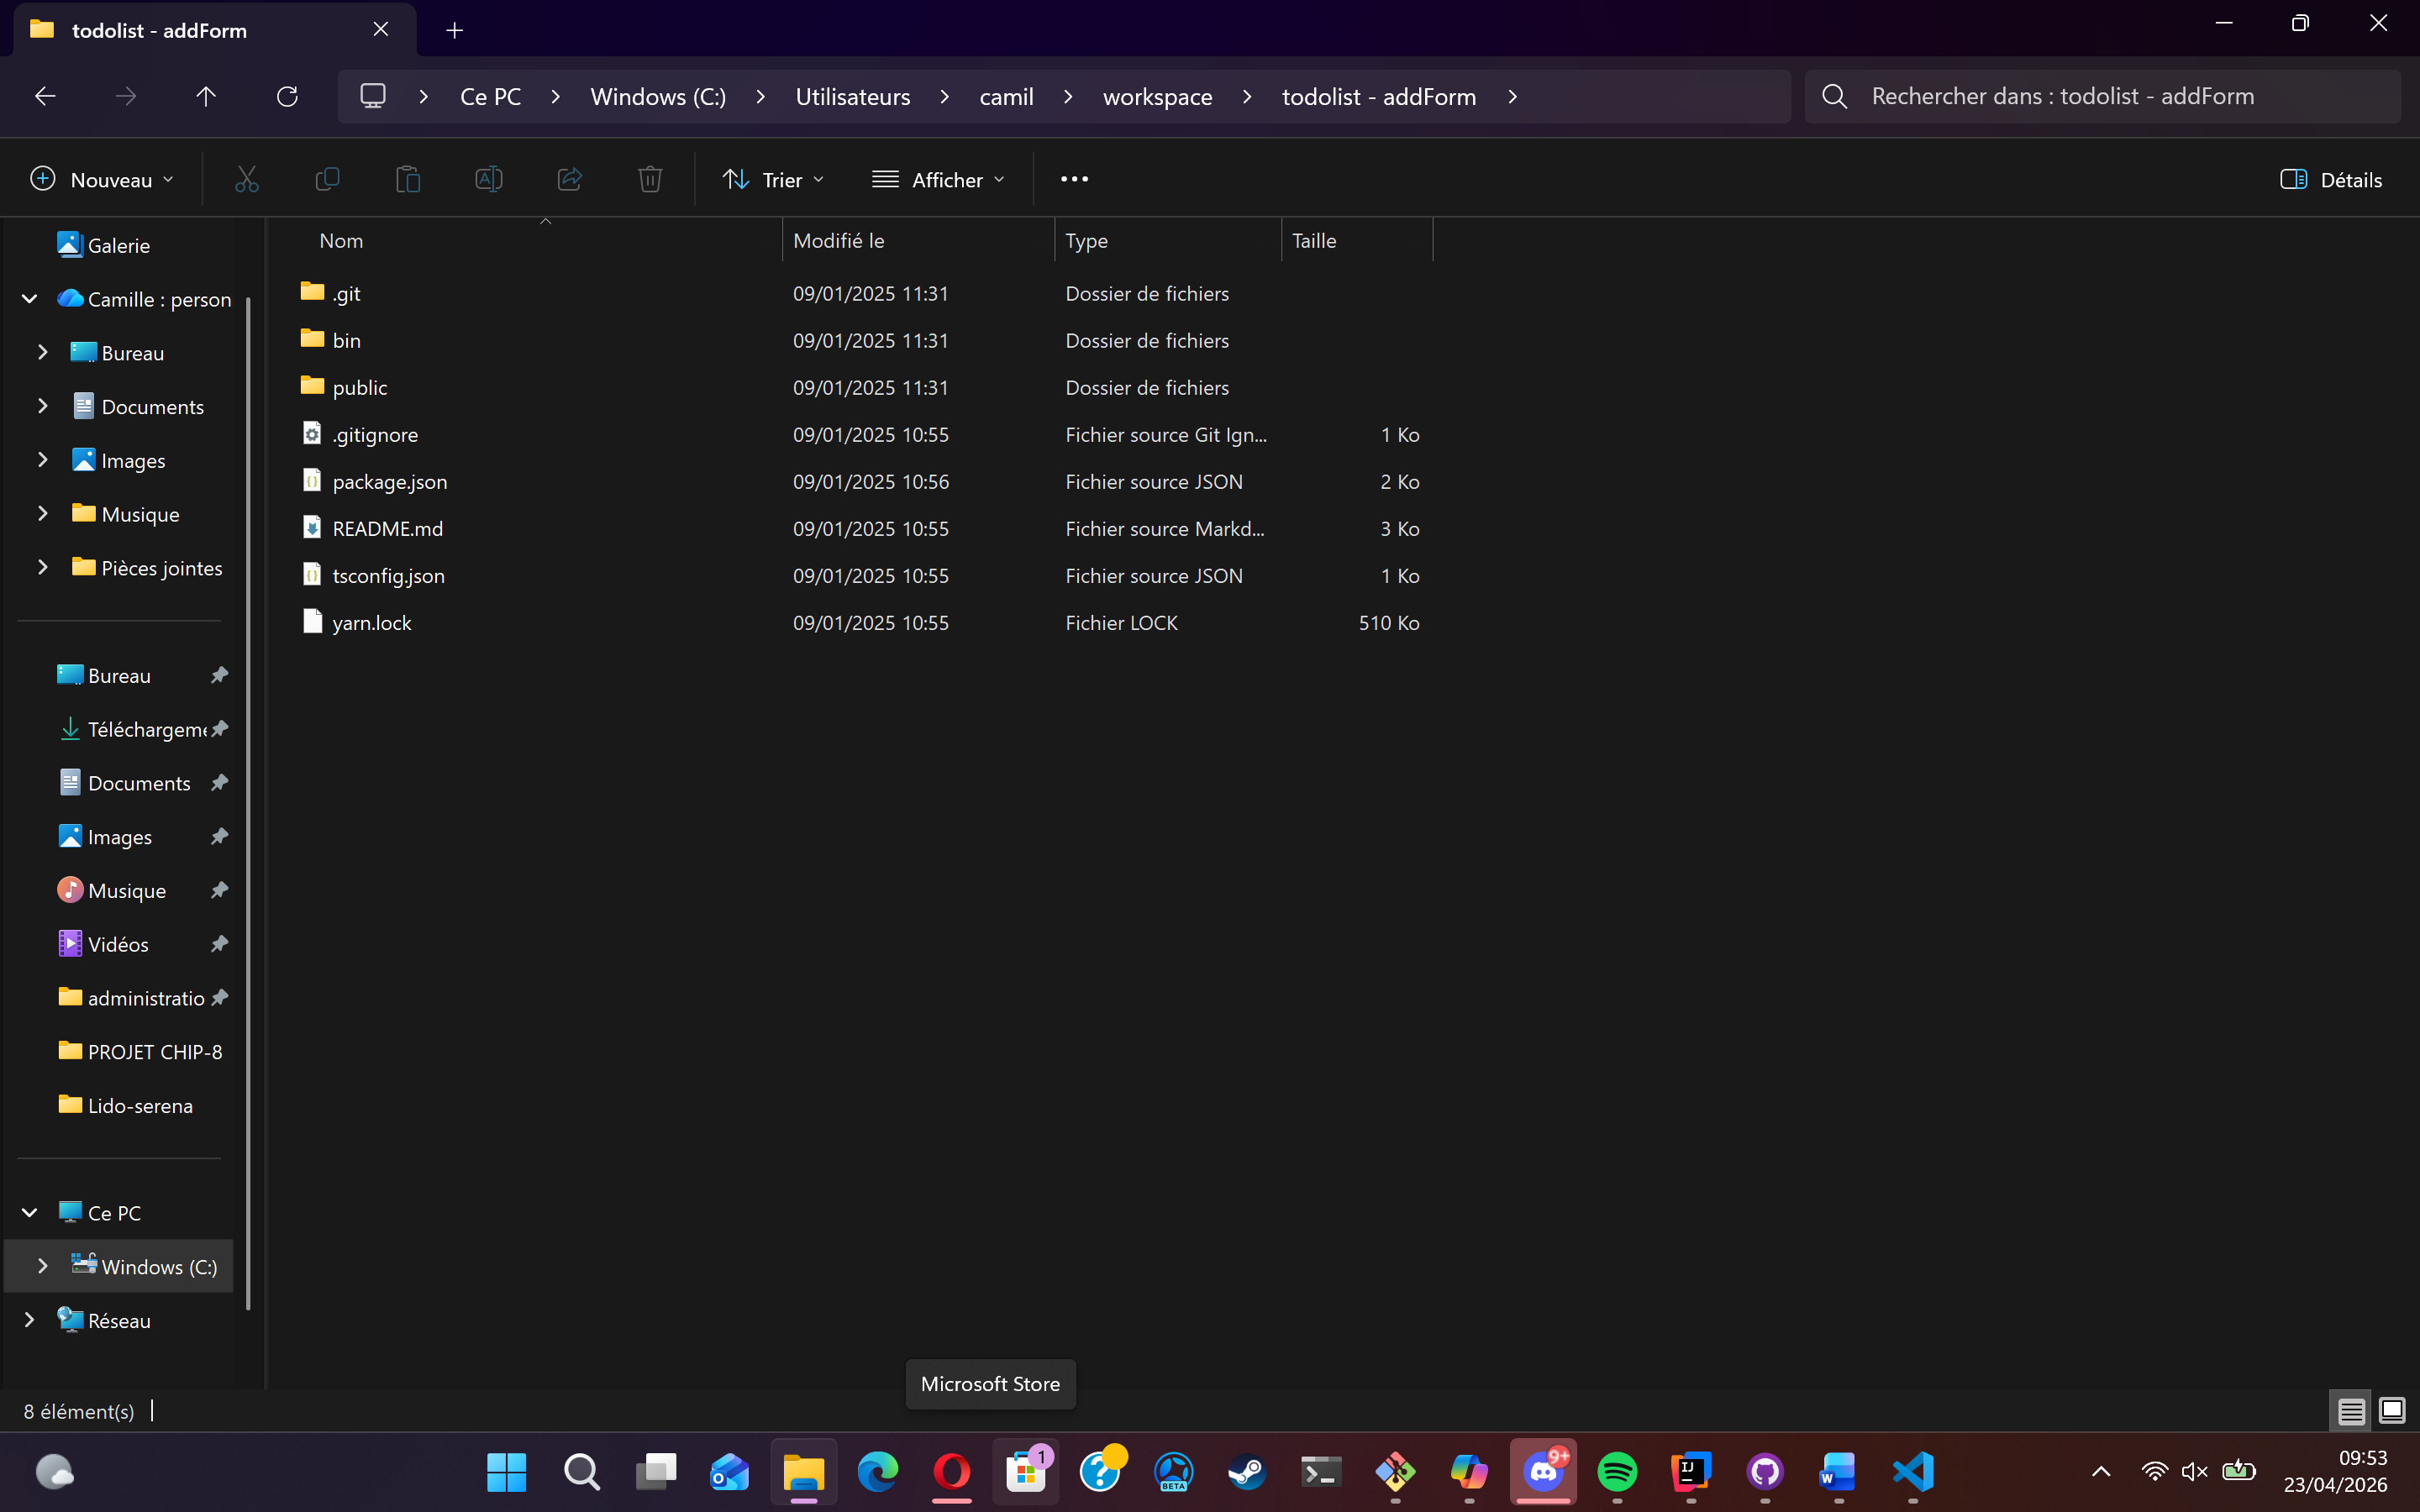 todolist - addForm
Ce PC
Windows (C:)
Utilisateurs
camil
workspace
todolist - addForm
Rechercher dans : todolist - addForm
Nouveau
Trier
Afficher
Détails
Galerie
Camille : person
Bureau
Documents
Images
Musique
Pièces jointes
Bureau
Téléchargeme
Documents
Images
Musique
Vidéos
administratio
PROJET CHIP-8
Lido-serena
Ce PC
Windows (C:)
Réseau
Nom Modifié le Type Taille
.git 09/01/2025 11:31 Dossier de fichiers
bin 09/01/2025 11:31 Dossier de fichiers
public 09/01/2025 11:31 Dossier de fichiers
.gitignore 09/01/2025 10:55 Fichier source Git Ign... 1 Ko
package.json 09/01/2025 10:56 Fichier source JSON 2 Ko
README.md 09/01/2025 10:55 Fichier source Markd... 3 Ko
tsconfig.json 09/01/2025 10:55 Fichier source JSON 1 Ko
yarn.lock 09/01/2025 10:55 Fichier LOCK 510 Ko
Microsoft Store
8 élément(s)
1
BETA
9+
IJ
09:53
23/04/2026